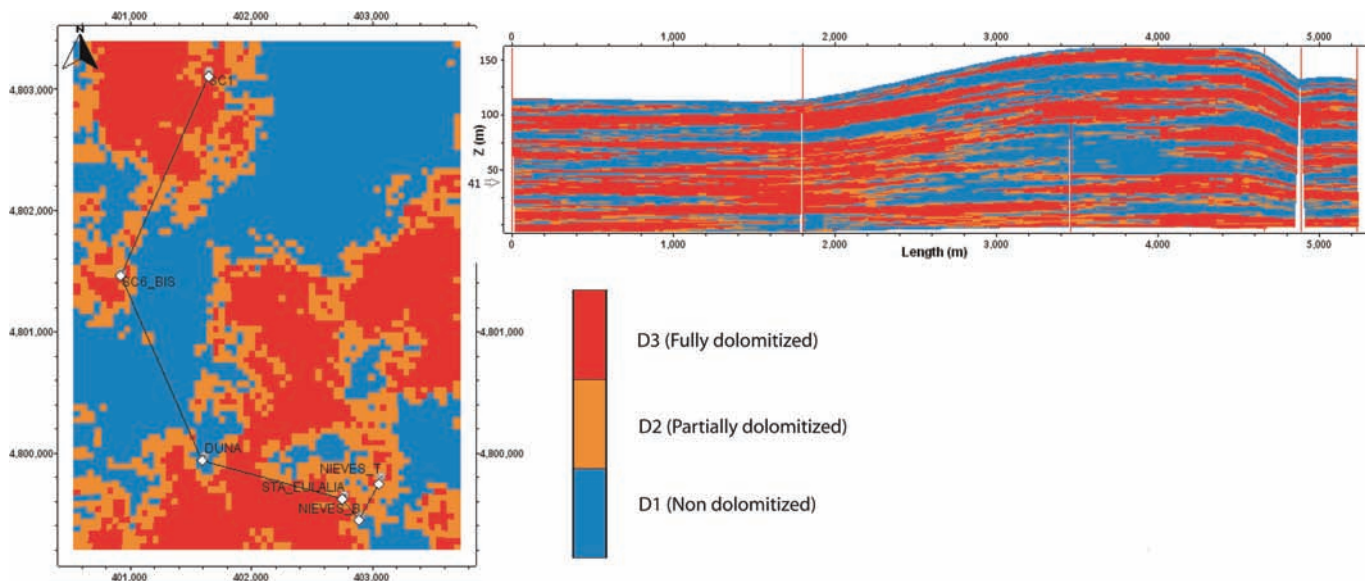 401,000 402,000 403,000
N
4,803,000
4,802,000
4,801,000
4,800,000
SC1
SC6_BIS
DUNA
NIEVES_T
STA_EULALIA
NIEVES_B
4,801,000
4,800,000
401,000 402,000 403,000
0 1,000 2,000 3,000 4,000 5,000
Z (m)
150
100
50
41
0 1,000 2,000 3,000 4,000 5,000
Length (m)
D3 (Fully dolomitized)
D2 (Partially dolomitized)
D1 (Non dolomitized)